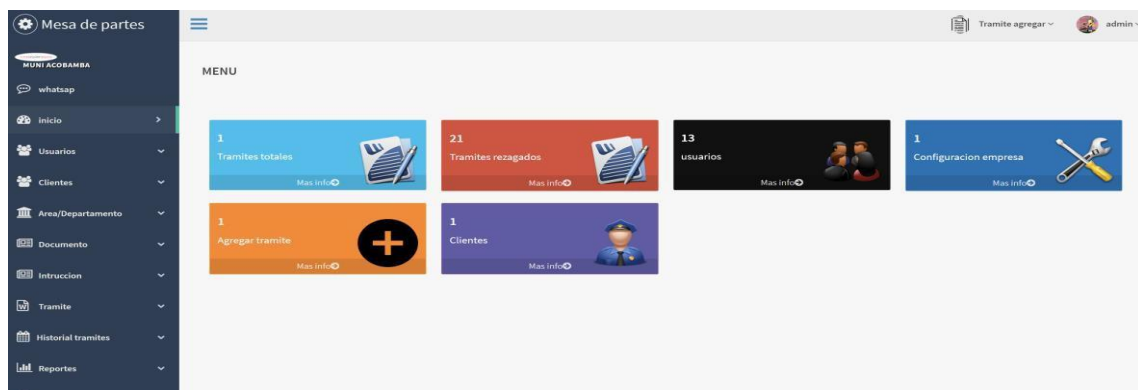 Mesa de partes
Tramite agregar
admin
MUNI ACOBAMBA
whatsap
inicio
Usuarios
Clientes
Area/Departamento
Documento
Intruccion
Tramite
Historial tramites
Reportes
MENU
1
Tramites totales
Mas info
21
Tramites rezagados
Mas info
13
usuarios
Mas info
1
Configuracion empresa
Mas info
1
Agregar tramite
Mas info
1
Clientes
Mas info